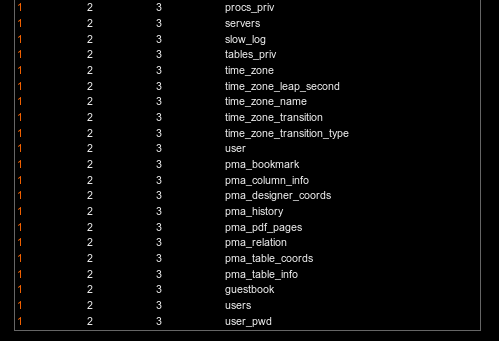 1 2 3 procs_priv
1 2 3 servers
1 2 3 slow_log
1 2 3 tables_priv
1 2 3 time_zone
1 2 3 time_zone_leap_second
1 2 3 time_zone_name
1 2 3 time_zone_transition
1 2 3 time_zone_transition_type
1 2 3 user
1 2 3 pma_bookmark
1 2 3 pma_column_info
1 2 3 pma_designer_coords
1 2 3 pma_history
1 2 3 pma_pdf_pages
1 2 3 pma_relation
1 2 3 pma_table_coords
1 2 3 pma_table_info
1 2 3 guestbook
1 2 3 users
1 2 3 user_pwd